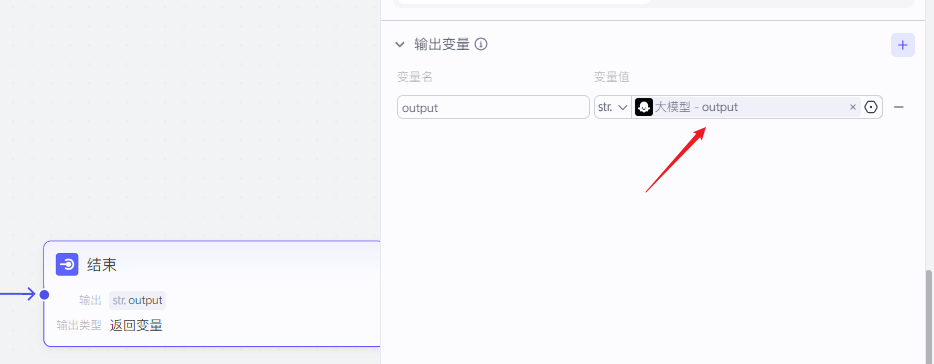 输出变量
变量名 变量值
output str. 大模型 - output
结束
输出 str. output
输出类型 返回变量